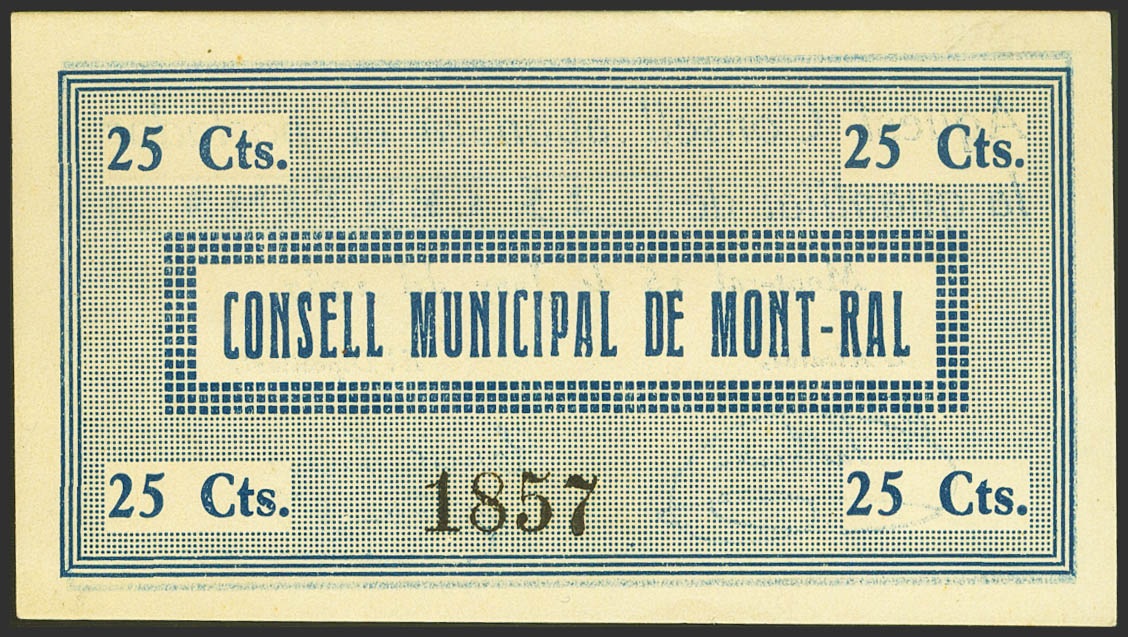 25 Cts. 25 Cts.
CONSELL MUNICIPAL DE MONT-RAL
25 Cts. 1857 25 Cts.